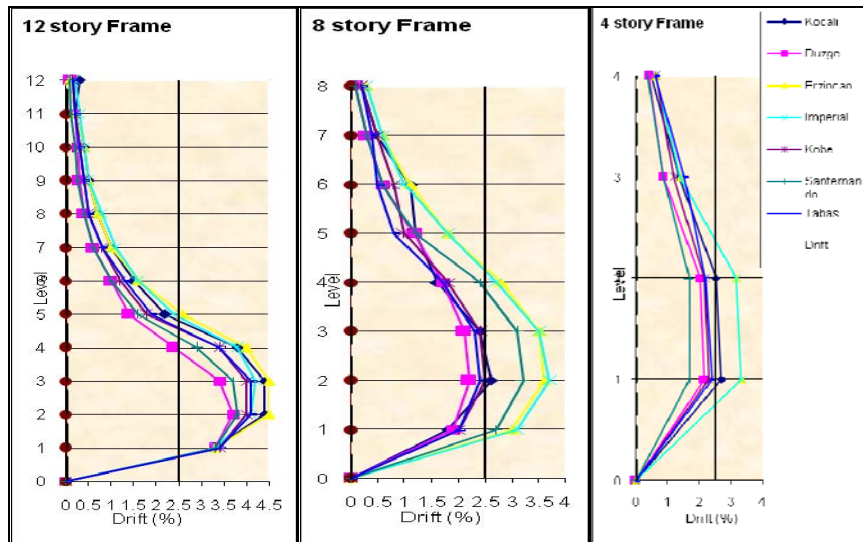 12 story Frame
12
11
10
9
8
7
6
5
4
3
2
1
0
Level
0 0.5 1 1.5 2 2.5 3 3.5 4 4.5
Drift (%)
8 story Frame
8
7
6
5
4
3
2
1
0
Level
0 0.5 1 1.5 2 2.5 3 3.5 4
Drift (%)
4 story Frame
4
3
1
0
Level
0 1 2 3 4
Drift (%)
Kocali
Duzge
Erzincan
Imperial
Kobe
Santernan
do
Tabas
Drift